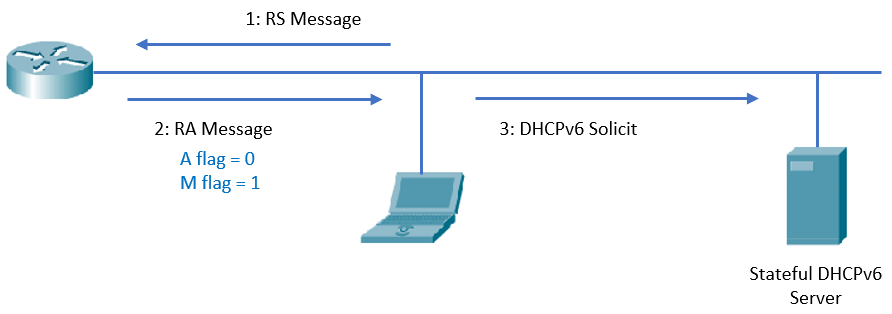 1: RS Message
2: RA Message
A flag = 0
M flag = 1
3: DHCPv6 Solicit
Stateful DHCPv6
Server